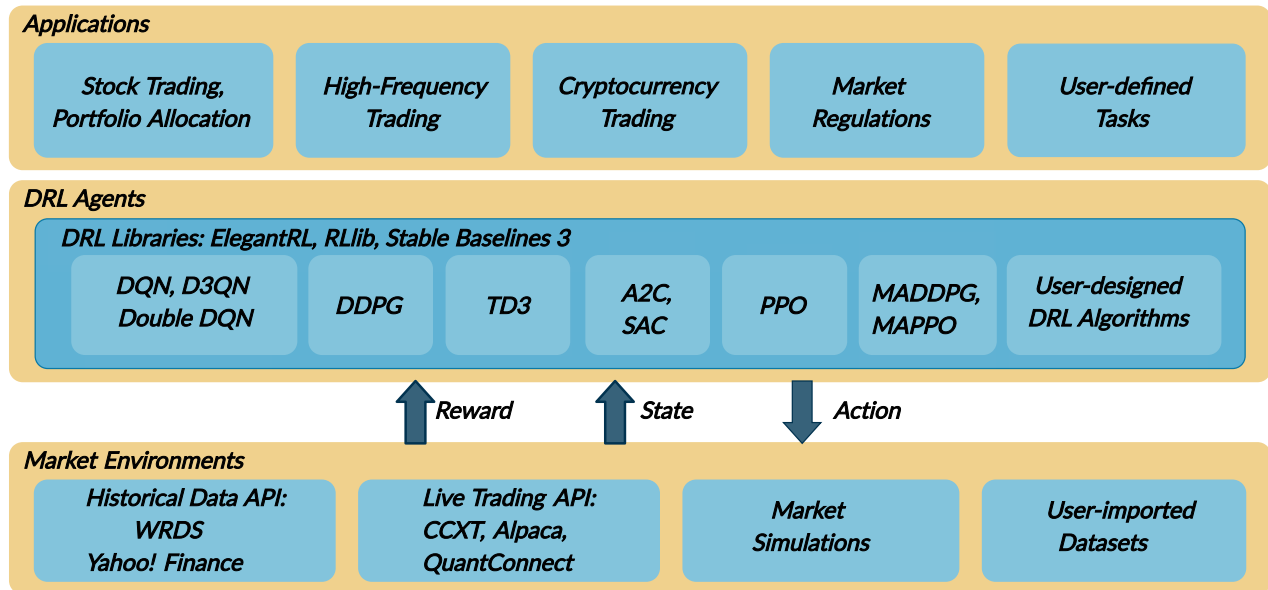 Applications
Stock Trading,
Portfolio Allocation
High-Frequency
Trading
Cryptocurrency
Trading
Market
Regulations
User-defined
Tasks
DRL Agents
DRL Libraries: ElegantRL, RLlib, Stable Baselines 3
DQN, D3QN
Double DQN
DDPG
TD3
A2C,
SAC
PPO
MADDPG,
MAPPO
User-designed
DRL Algorithms
Reward
State
Action
Market Environments
Historical Data API:
WRDS
Yahoo! Finance
Live Trading API:
CCXT, Alpaca,
QuantConnect
Market
Simulations
User-imported
Datasets